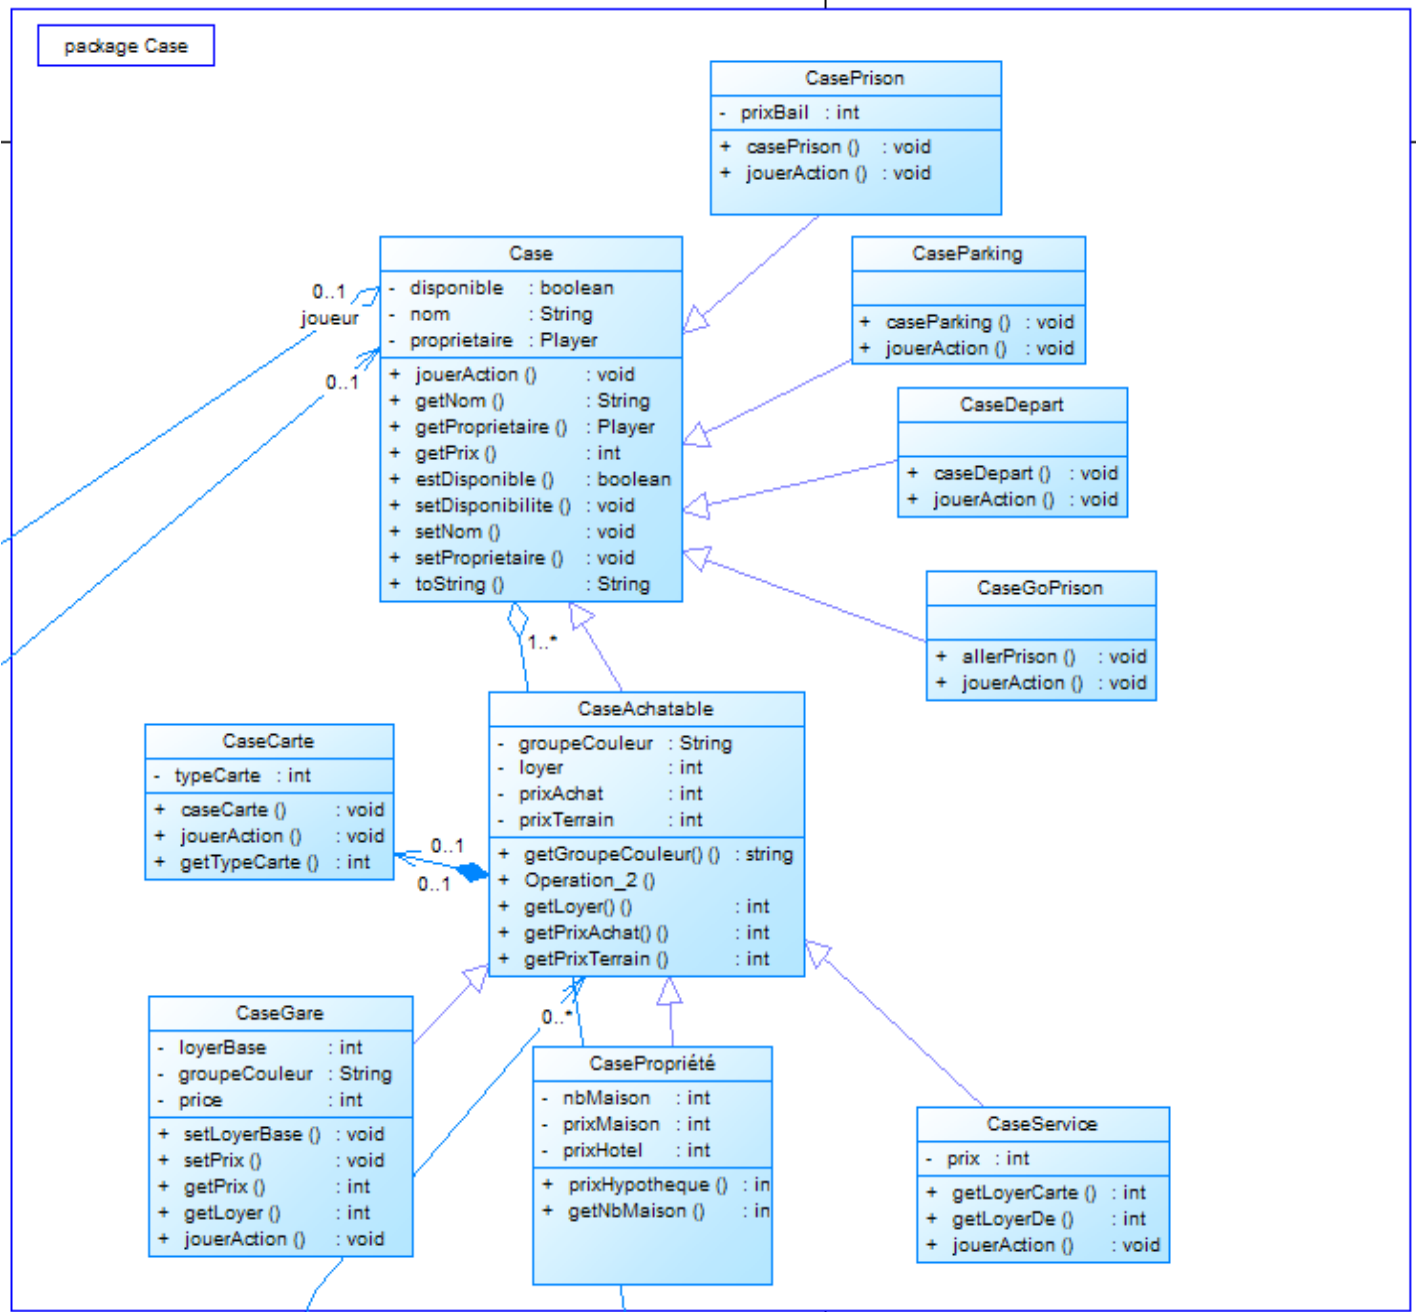 package Case
CasePrison
- prixBail : int
+ casePrison () : void
+ jouerAction () : void
Case
- disponible : boolean
- nom : String
- proprietaire : Player
+ jouerAction () : void
+ getNom () : String
+ getProprietaire () : Player
+ getPrix () : int
+ estDisponible () : boolean
+ setDisponibilite () : void
+ setNom () : void
+ setProprietaire () : void
+ toString () : String
0..1
joueur
0..1
CaseParking
+ caseParking () : void
+ jouerAction () : void
CaseDepart
+ caseDepart () : void
+ jouerAction () : void
CaseGoPrison
+ allerPrison () : void
+ jouerAction () : void
1..*
CaseAchatable
- groupeCouleur : String
- loyer : int
- prixAchat : int
- prixTerrain : int
+ getGroupeCouleur() () : string
+ Operation_2 ()
+ getLoyer() () : int
+ getPrixAchat() () : int
+ getPrixTerrain () : int
CaseCarte
- typeCarte : int
+ caseCarte () : void
+ jouerAction () : void
+ getTypeCarte () : int
0..1
0..1
CaseGare
- loyerBase : int
- groupeCouleur : String
- price : int
+ setLoyerBase () : void
+ setPrix () : void
+ getPrix () : int
+ getLoyer () : int
+ jouerAction () : void
0..*
CasePropriété
- nbMaison : int
- prixMaison : int
- prixHotel : int
+ prixHypotheque () : in
+ getNbMaison () : in
CaseService
- prix : int
+ getLoyerCarte () : int
+ getLoyerDe () : int
+ jouerAction () : void